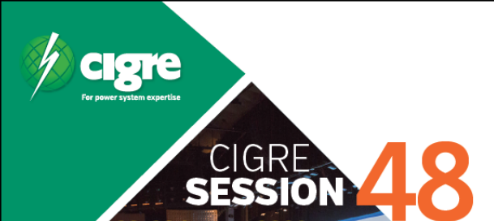 cigre
For power system expertise
CIGRE
SESSION 48